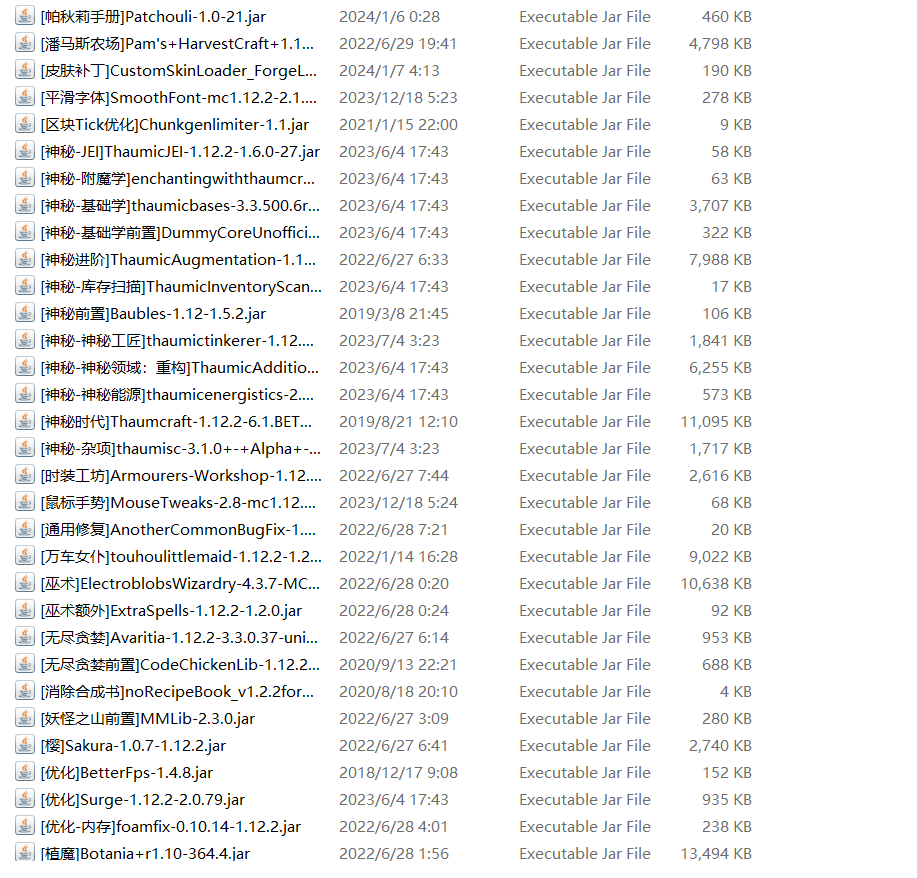 [帕秋莉手册]Patchouli-1.0-21.jar 2024/1/6 0:28 Executable Jar File 460 KB
[潘马斯农场]Pam's+HarvestCraft+1.1... 2022/6/29 19:41 Executable Jar File 4,798 KB
[皮肤补丁]CustomSkinLoader_ForgeL... 2024/1/7 4:13 Executable Jar File 190 KB
[平滑字体]SmoothFont-mc1.12.2-2.1.... 2023/12/18 5:23 Executable Jar File 278 KB
[区块Tick优化]Chunkgenlimiter-1.1.jar 2021/1/15 22:00 Executable Jar File 9 KB
[神秘-JEI]ThaumicJEI-1.12.2-1.6.0-27.jar 2023/6/4 17:43 Executable Jar File 58 KB
[神秘-附魔学]enchantingwiththaumcr... 2023/6/4 17:43 Executable Jar File 63 KB
[神秘-基础学]thaumicbases-3.3.500.6r... 2023/6/4 17:43 Executable Jar File 3,707 KB
[神秘-基础学前置]DummyCoreUnoffici... 2023/6/4 17:43 Executable Jar File 322 KB
[神秘进阶]ThaumicAugmentation-1.1... 2022/6/27 6:33 Executable Jar File 7,988 KB
[神秘-库存扫描]ThaumicInventoryScan... 2023/6/4 17:43 Executable Jar File 17 KB
[神秘前置]Baubles-1.12-1.5.2.jar 2019/3/8 21:45 Executable Jar File 106 KB
[神秘-神秘工匠]thaumictinkerer-1.12.... 2023/7/4 3:23 Executable Jar File 1,841 KB
[神秘-神秘领域：重构]ThaumicAdditio... 2023/6/4 17:43 Executable Jar File 6,255 KB
[神秘-神秘能源]thaumicenergistics-2.... 2023/6/4 17:43 Executable Jar File 573 KB
[神秘时代]Thaumcraft-1.12.2-6.1.BET... 2019/8/21 12:10 Executable Jar File 11,095 KB
[神秘-杂项]thaumisc-3.1.0+-+Alpha+-... 2023/7/4 3:23 Executable Jar File 1,717 KB
[时装工坊]Armourers-Workshop-1.12.... 2022/6/27 7:44 Executable Jar File 2,616 KB
[鼠标手势]MouseTweaks-2.8-mc1.12.... 2023/12/18 5:24 Executable Jar File 68 KB
[通用修复]AnotherCommonBugFix-1.... 2022/6/28 7:21 Executable Jar File 20 KB
[万车女仆]touhoulittlemaid-1.12.2-1.2... 2022/1/14 16:28 Executable Jar File 9,022 KB
[巫术]ElectroblobsWizardry-4.3.7-MC... 2022/6/28 0:20 Executable Jar File 10,638 KB
[巫术额外]ExtraSpells-1.12.2-1.2.0.jar 2022/6/28 0:24 Executable Jar File 92 KB
[无尽贪婪]Avaritia-1.12.2-3.3.0.37-uni... 2022/6/27 6:14 Executable Jar File 953 KB
[无尽贪婪前置]CodeChickenLib-1.12.2... 2020/9/13 22:21 Executable Jar File 688 KB
[消除合成书]noRecipeBook_v1.2.2for... 2020/8/18 20:10 Executable Jar File 4 KB
[妖怪之山前置]MMLib-2.3.0.jar 2022/6/27 3:09 Executable Jar File 280 KB
[樱]Sakura-1.0.7-1.12.2.jar 2022/6/27 6:41 Executable Jar File 2,740 KB
[优化]BetterFps-1.4.8.jar 2018/12/17 9:08 Executable Jar File 152 KB
[优化]Surge-1.12.2-2.0.79.jar 2023/6/4 17:43 Executable Jar File 935 KB
[优化-内存]foamfix-0.10.14-1.12.2.jar 2022/6/28 4:01 Executable Jar File 238 KB
[植魔]Botania+r1.10-364.4.jar 2022/6/28 1:56 Executable Jar File 13,494 KB